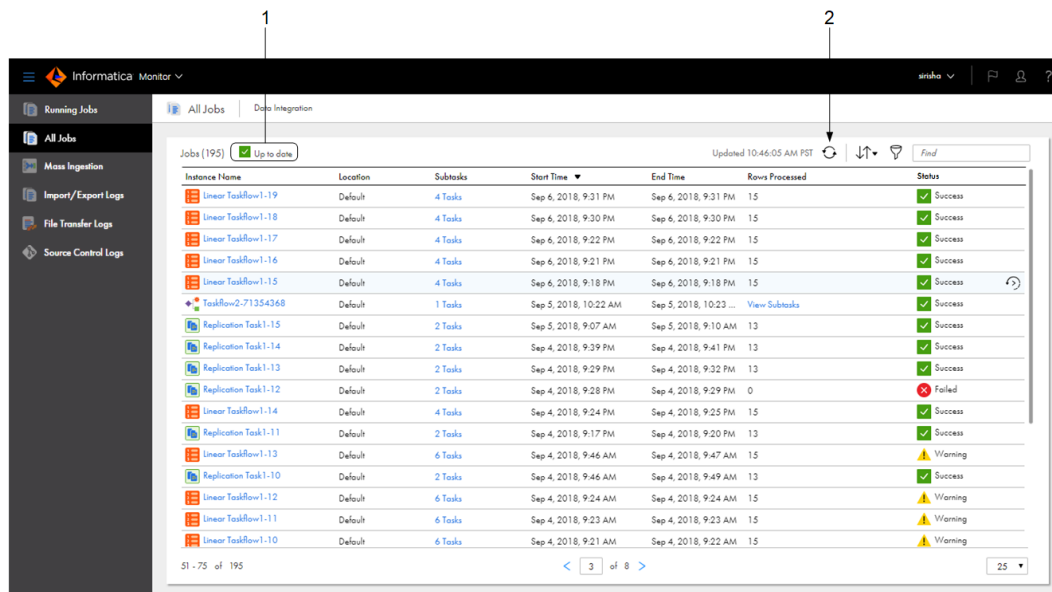 1 2
Informatica Monitor sirisha ?
Running Jobs All Jobs Data Integration
All Jobs
Mass Ingestion
Import/Export Logs
File Transfer Logs
Source Control Logs
Jobs (195) Up to date Updated 10:46:05 AM PST Find
Instance Name Location Subtasks Start Time End Time Rows Processed Status
Linear Taskflow1-19 Default 4 Tasks Sep 6, 2018, 9:31 PM Sep 6, 2018, 9:31 PM 15 Success
Linear Taskflow1-18 Default 4 Tasks Sep 6, 2018, 9:30 PM Sep 6, 2018, 9:30 PM 15 Success
Linear Taskflow1-17 Default 4 Tasks Sep 6, 2018, 9:22 PM Sep 6, 2018, 9:22 PM 15 Success
Linear Taskflow1-16 Default 4 Tasks Sep 6, 2018, 9:21 PM Sep 6, 2018, 9:21 PM 15 Success
Linear Taskflow1-15 Default 4 Tasks Sep 6, 2018, 9:18 PM Sep 6, 2018, 9:18 PM 15 Success
Taskflow2-71354368 Default 1 Tasks Sep 5, 2018, 10:22 AM Sep 5, 2018, 10:23 ... View Subtasks Success
Replication Task1-15 Default 2 Tasks Sep 5, 2018, 9:07 AM Sep 5, 2018, 9:10 AM 13 Success
Replication Task1-14 Default 2 Tasks Sep 4, 2018, 9:39 PM Sep 4, 2018, 9:41 PM 13 Success
Replication Task1-13 Default 2 Tasks Sep 4, 2018, 9:29 PM Sep 4, 2018, 9:32 PM 13 Success
Replication Task1-12 Default 2 Tasks Sep 4, 2018, 9:28 PM Sep 4, 2018, 9:29 PM 0 Failed
Linear Taskflow1-14 Default 4 Tasks Sep 4, 2018, 9:24 PM Sep 4, 2018, 9:25 PM 15 Success
Replication Task1-11 Default 2 Tasks Sep 4, 2018, 9:17 PM Sep 4, 2018, 9:20 PM 13 Success
Linear Taskflow1-13 Default 6 Tasks Sep 4, 2018, 9:46 AM Sep 4, 2018, 9:47 AM 15 Warning
Replication Task1-10 Default 2 Tasks Sep 4, 2018, 9:46 AM Sep 4, 2018, 9:49 AM 13 Success
Linear Taskflow1-12 Default 6 Tasks Sep 4, 2018, 9:24 AM Sep 4, 2018, 9:24 AM 15 Warning
Linear Taskflow1-11 Default 6 Tasks Sep 4, 2018, 9:23 AM Sep 4, 2018, 9:23 AM 15 Warning
Linear Taskflow1-10 Default 6 Tasks Sep 4, 2018, 9:21 AM Sep 4, 2018, 9:22 AM 15 Warning
51 - 75 of 195 < 3 of 8 > 25